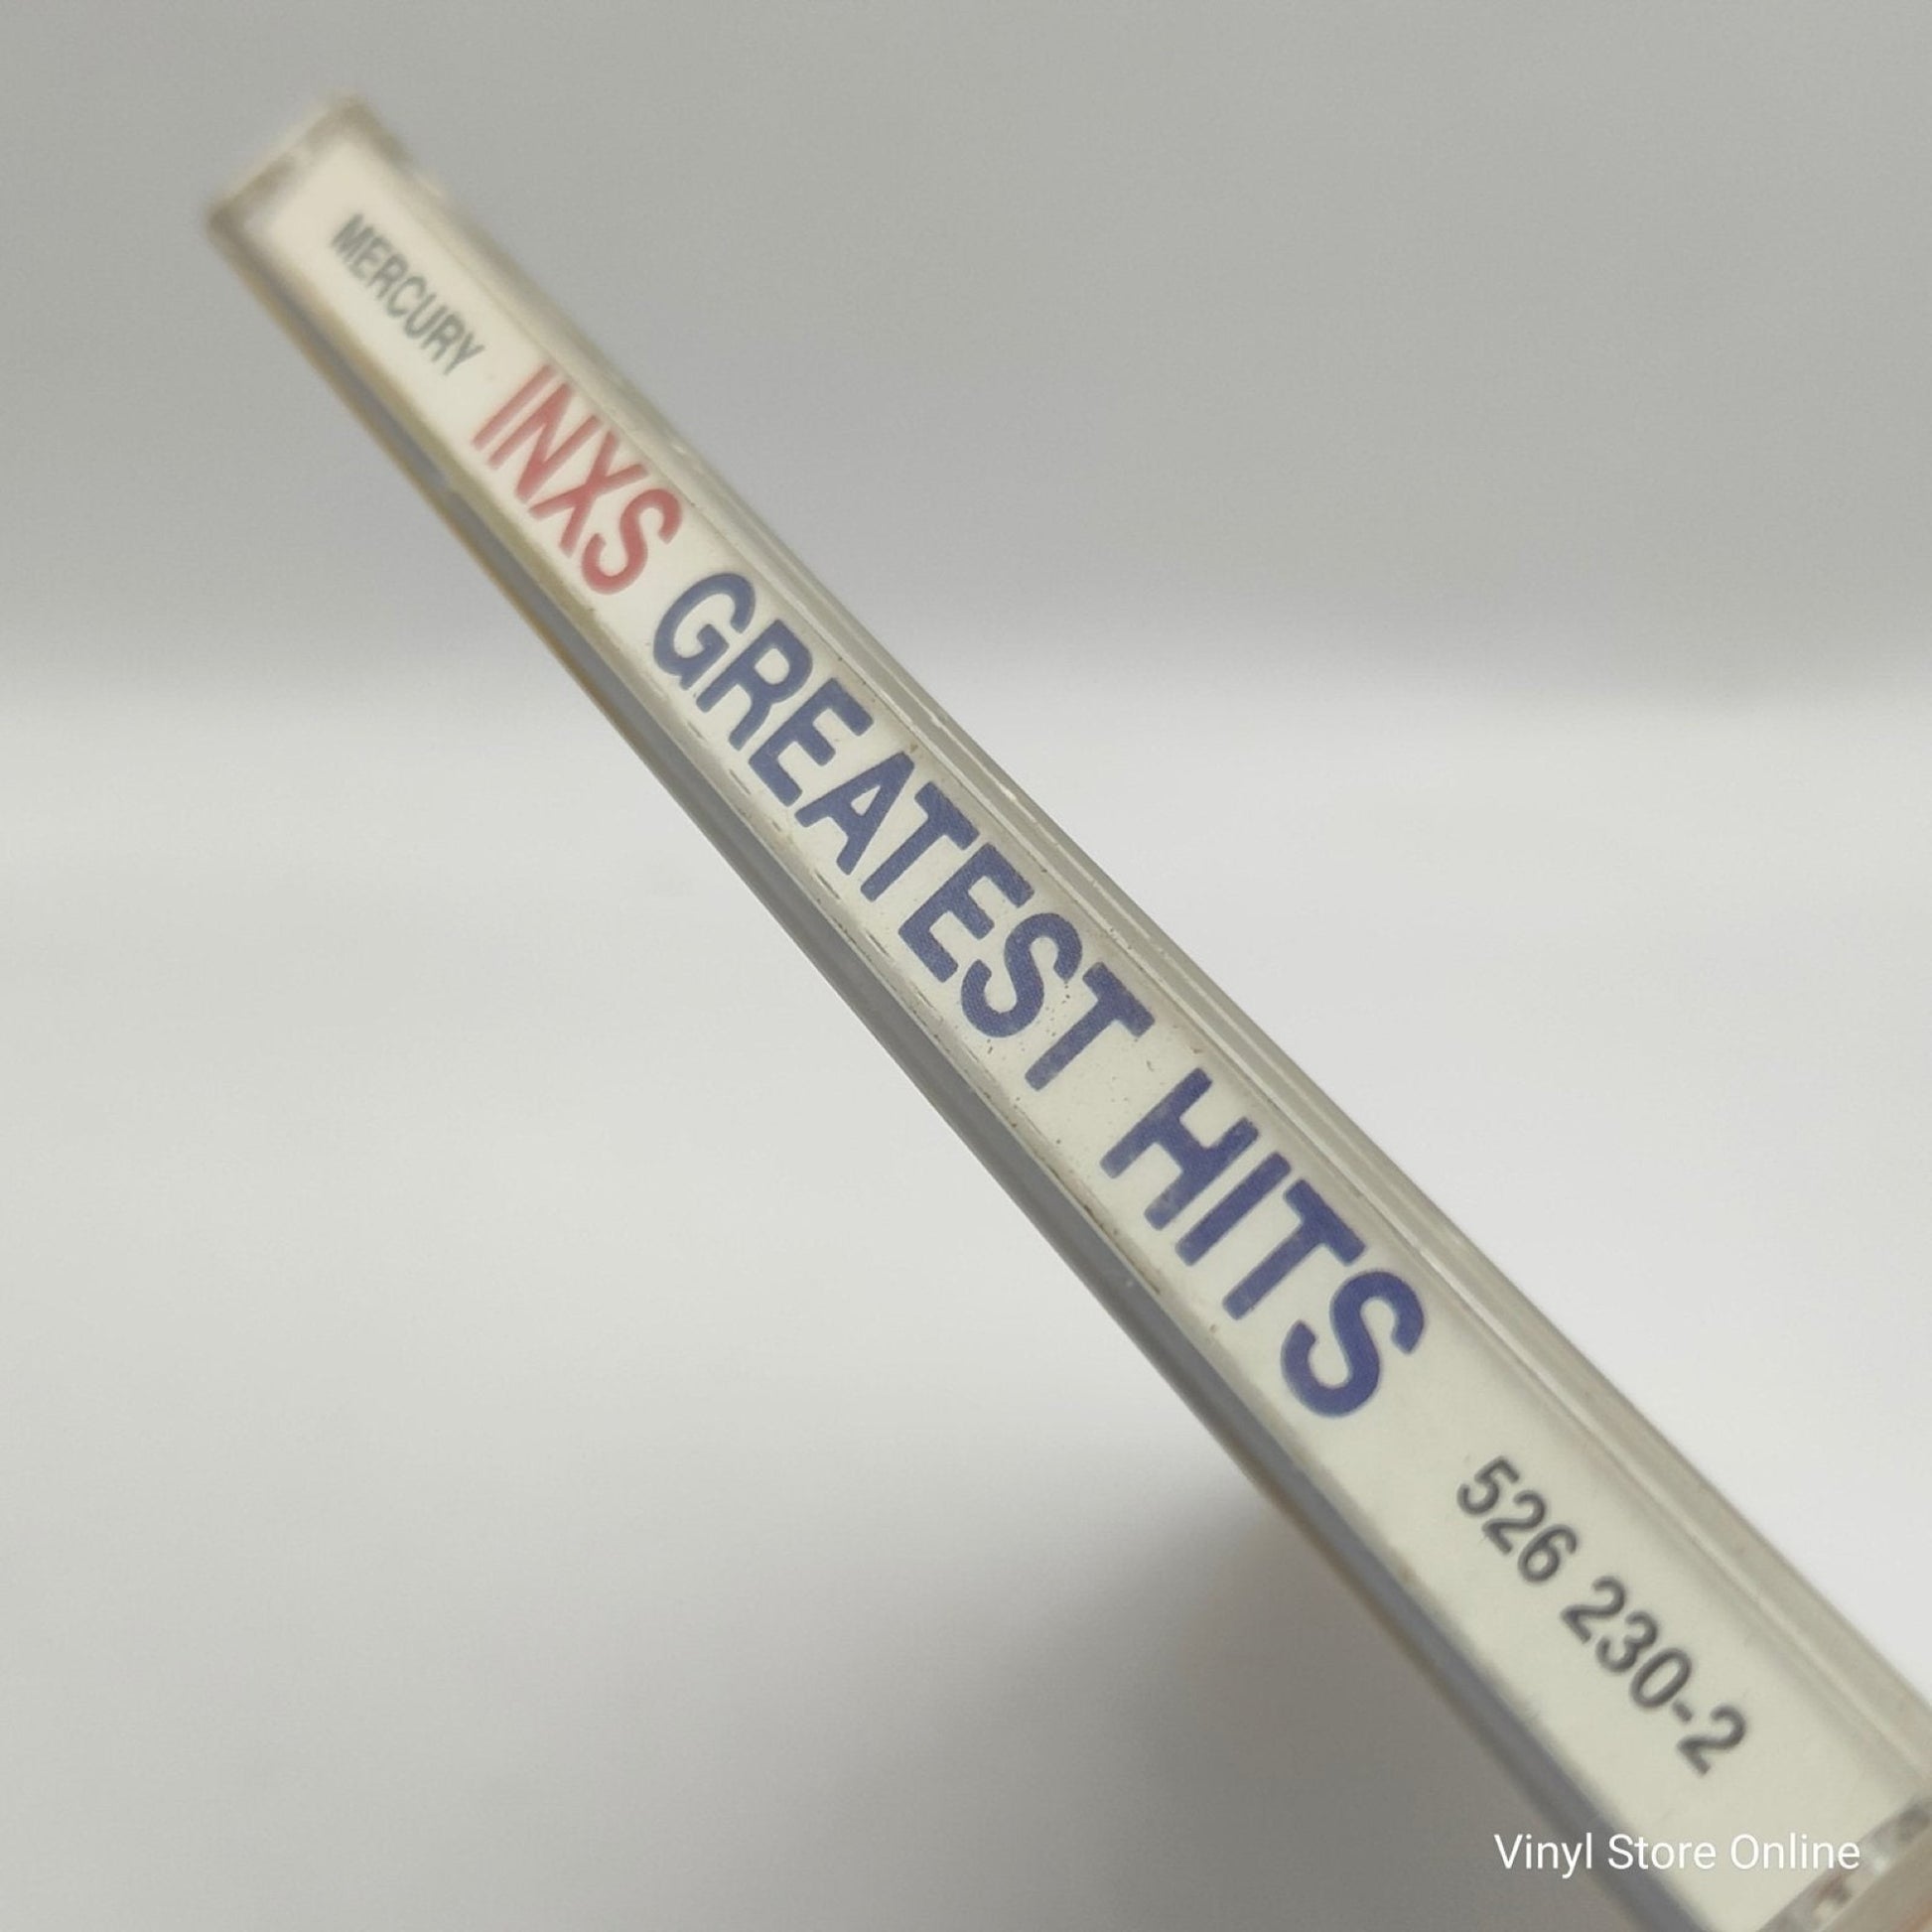 MERCURY INXS GREATEST HITS 526 230-2
Vinyl Store Online